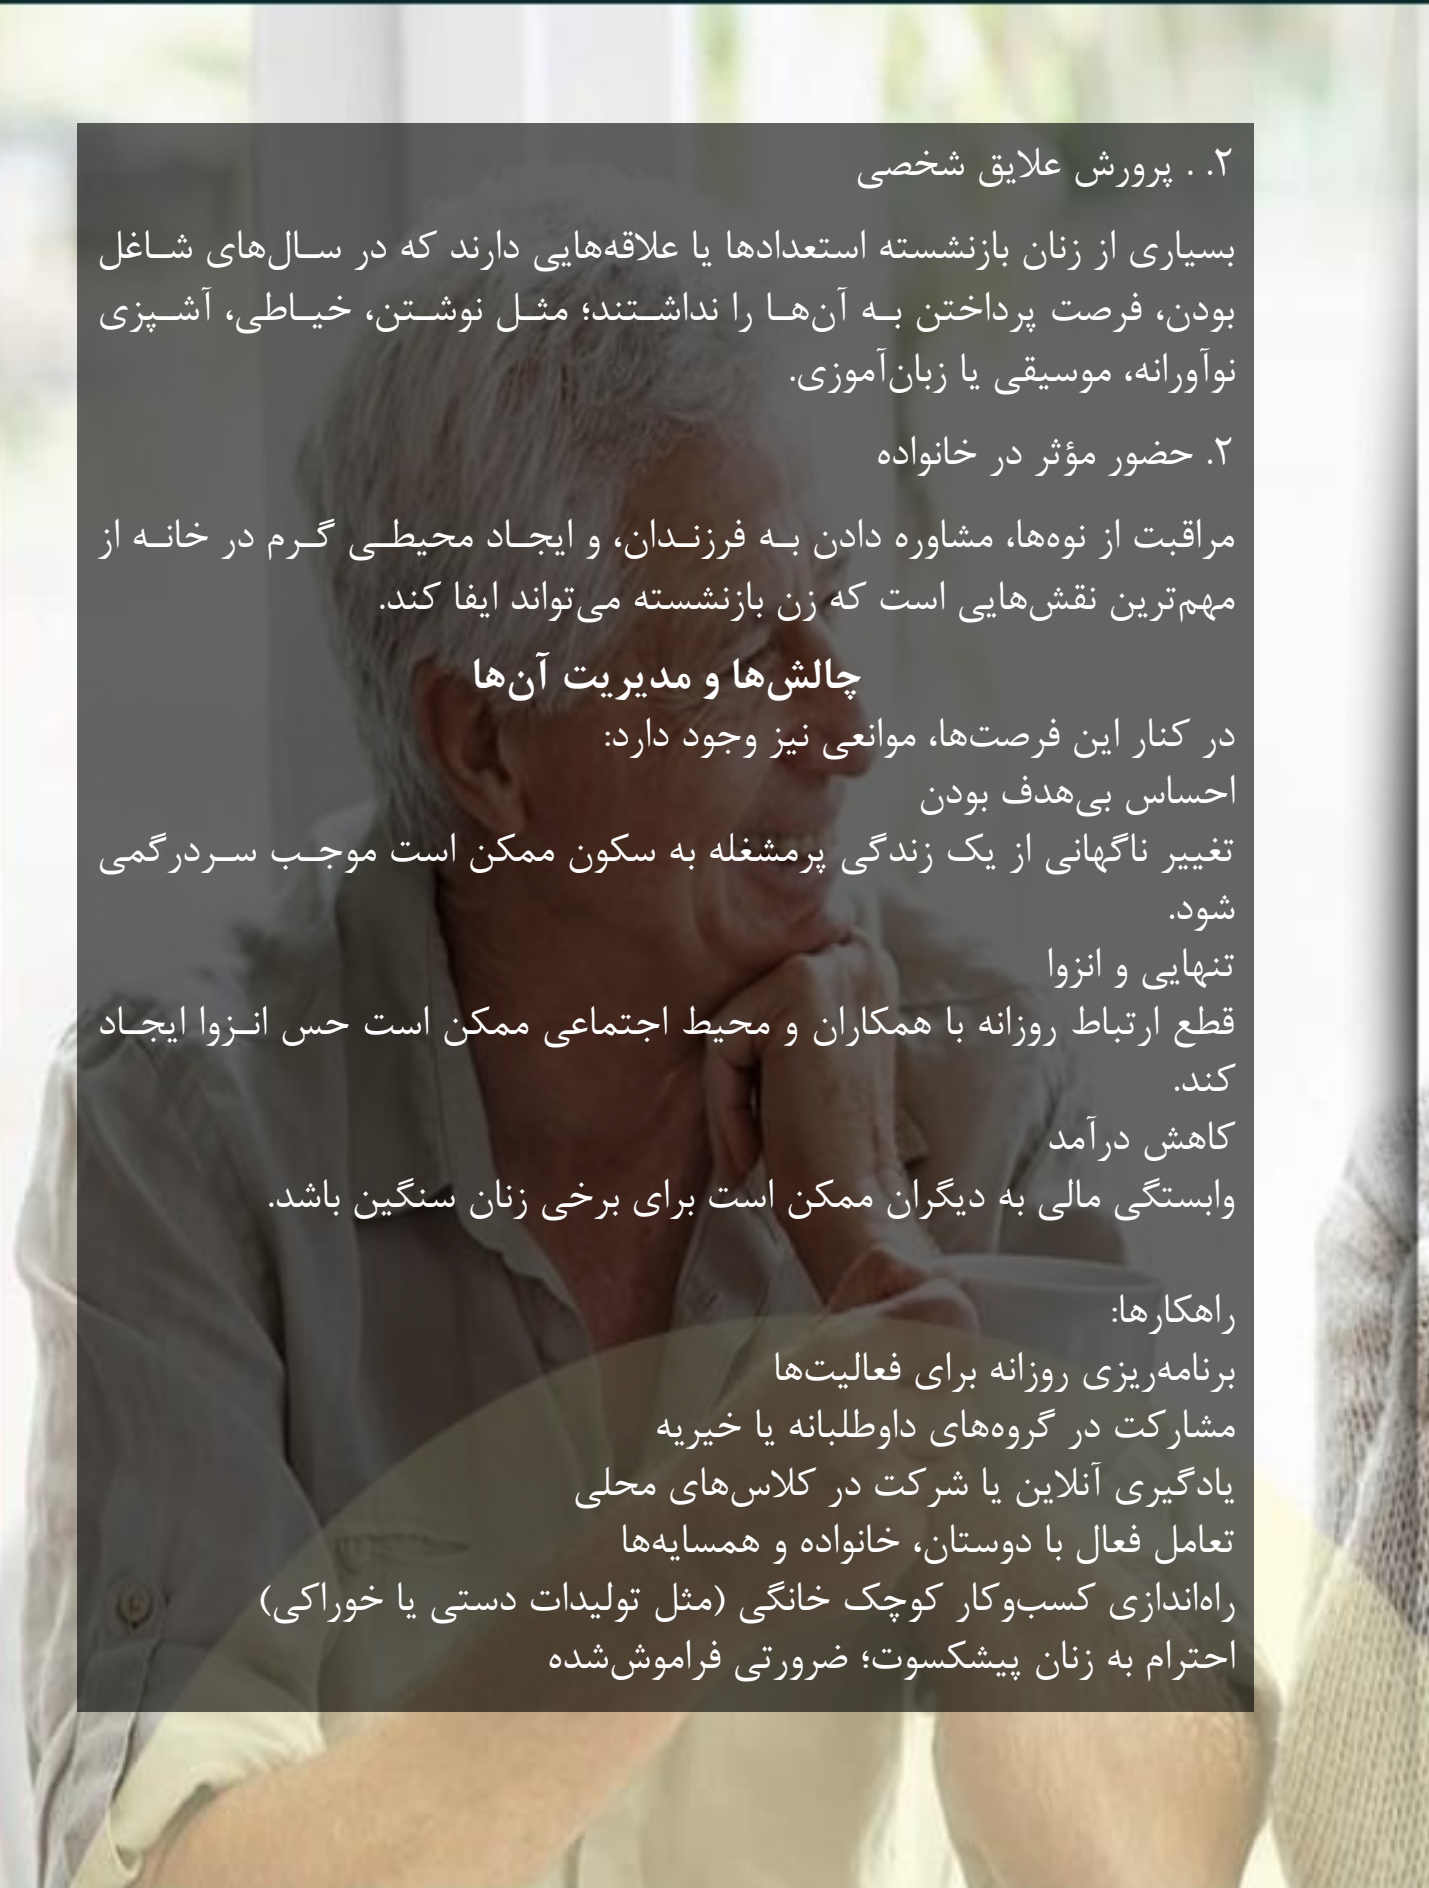 ۲. . پرورش علایق شخصی
بسیاری از زنان بازنشسته استعدادها یا علاقه‌هایی دارند که در سال‌های شاغل
بودن، فرصت پرداختن به آن‌ها را نداشتند؛ مثل نوشتن، خیاطی، آشپزی
نوآورانه، موسیقی یا زبان‌آموزی.
۲. حضور مؤثر در خانواده
مراقبت از نوه‌ها، مشاوره دادن به فرزندان، و ایجاد محیطی گرم در خانه از
مهم‌ترین نقش‌هایی است که زن بازنشسته می‌تواند ایفا کند.
چالش‌ها و مدیریت آن‌ها
در کنار این فرصت‌ها، موانعی نیز وجود دارد:
احساس بی‌هدف بودن
تغییر ناگهانی از یک زندگی پرمشغله به سکون ممکن است موجب سردرگمی
شود.
تنهایی و انزوا
قطع ارتباط روزانه با همکاران و محیط اجتماعی ممکن است حس انزوا ایجاد
کند.
کاهش درآمد
وابستگی مالی به دیگران ممکن است برای برخی زنان سنگین باشد.
راهکارها:
برنامه‌ریزی روزانه برای فعالیت‌ها
مشارکت در گروه‌های داوطلبانه یا خیریه
یادگیری آنلاین یا شرکت در کلاس‌های محلی
تعامل فعال با دوستان، خانواده و همسایه‌ها
راه‌اندازی کسب‌وکار کوچک خانگی (مثل تولیدات دستی یا خوراکی)
احترام به زنان پیشکسوت؛ ضرورتی فراموش‌شده